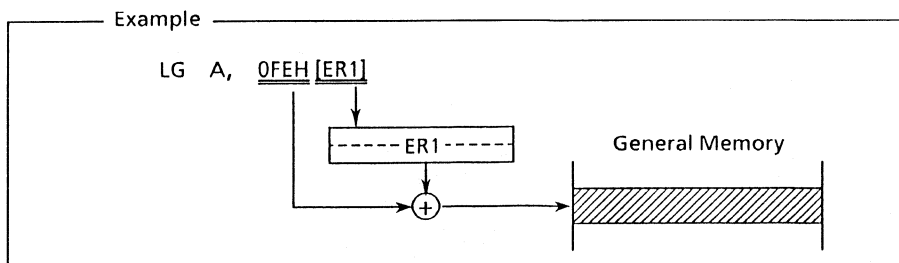 Example
LG A, 0FEH [ER1]
ER1
General Memory
+